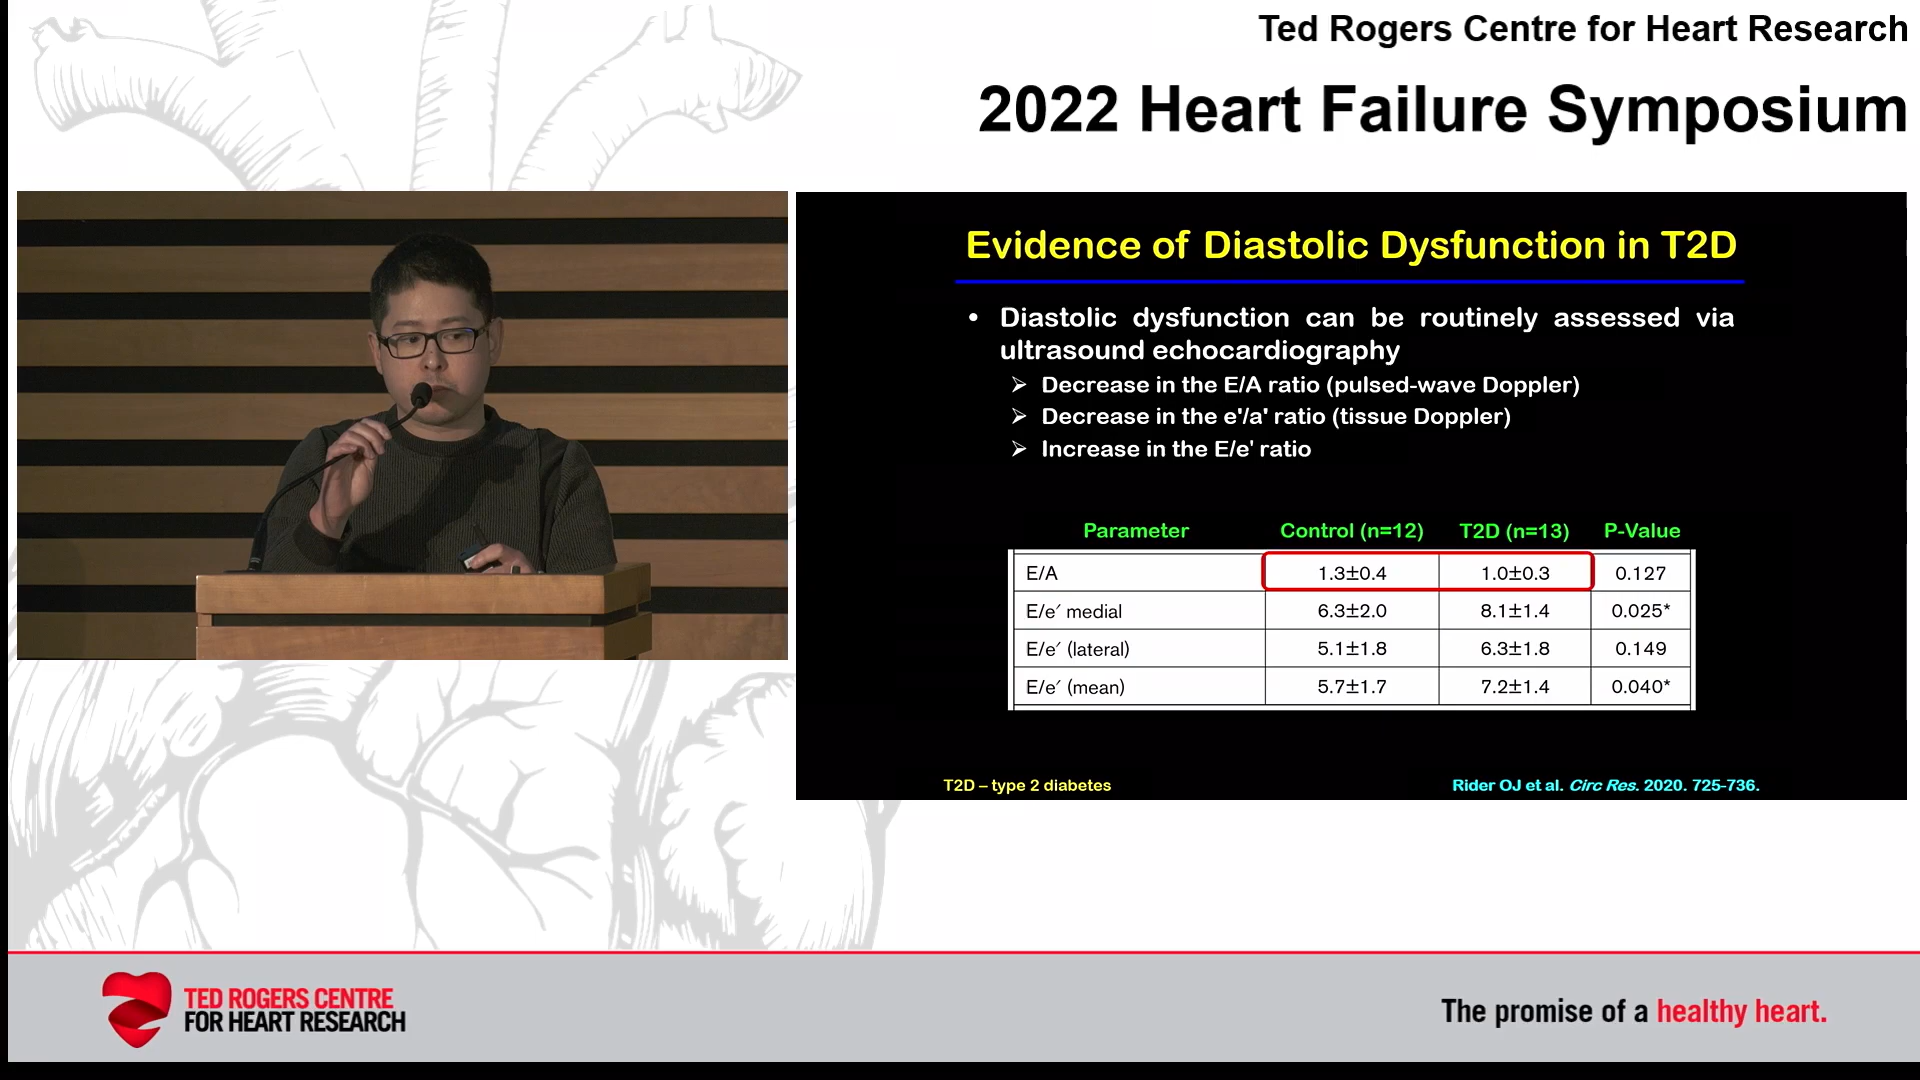 Ted Rogers Centre for Heart Research
2022 Heart Failure Symposium
Evidence of Diastolic Dysfunction in T2D
• Diastolic dysfunction can be routinely assessed via
ultrasound echocardiography
➢ Decrease in the E/A ratio (pulsed-wave Doppler)
➢ Decrease in the e'/a' ratio (tissue Doppler)
➢ Increase in the E/e' ratio
Parameter Control (n=12) T2D (n=13) P-Value
E/A 1.3±0.4 1.0±0.3 0.127
E/e′ medial 6.3±2.0 8.1±1.4 0.025*
E/e′ (lateral) 5.1±1.8 6.3±1.8 0.149
E/e′ (mean) 5.7±1.7 7.2±1.4 0.040*
T2D – type 2 diabetes
Rider OJ et al. Circ Res. 2020. 725-736.
TED ROGERS CENTRE
FOR HEART RESEARCH
The promise of a healthy heart.